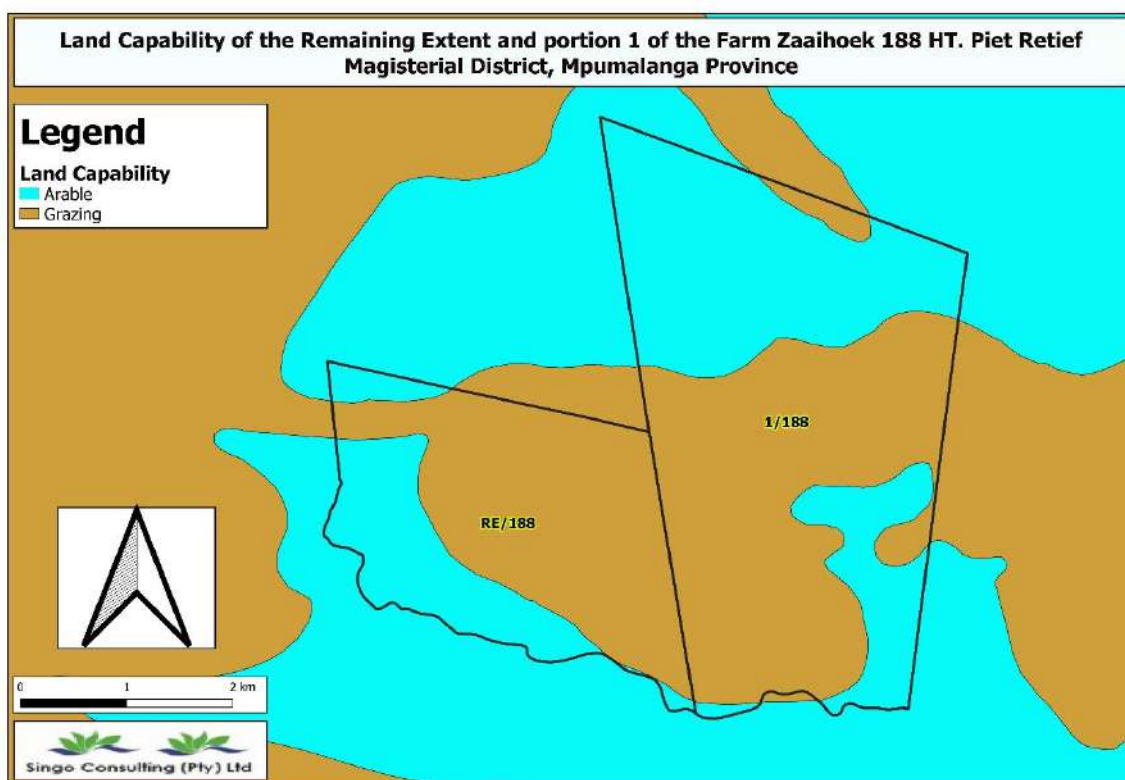 Land Capability of the Remaining Extent and portion 1 of the Farm Zaaihoek 188 HT. Piet Retief
Magisterial District, Mpumalanga Province
Legend
Land Capability
Arable
Grazing
1/188
RE/188
0 1 2 km
Singo Consulting (Pty) Ltd